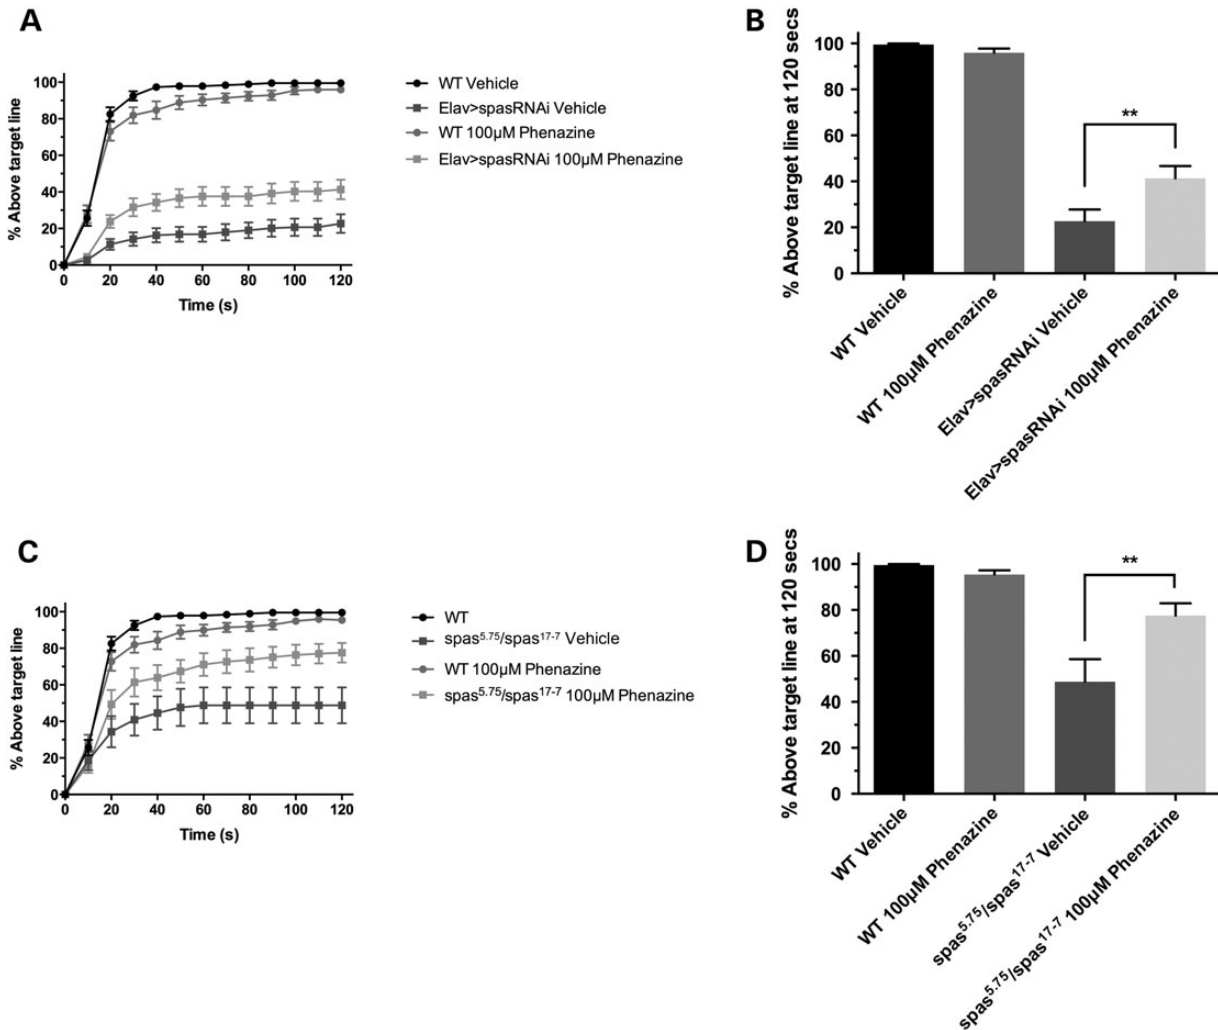 A
% Above target line
100
80
60
40
20
0
0 20 40 60 80 100 120
Time (s)
WT Vehicle
Elav>spasRNAi Vehicle
WT 100µM Phenazine
Elav>spasRNAi 100µM Phenazine
B
% Above target line at 120 secs
100
80
60
40
20
0
**
WT Vehicle
WT 100µM Phenazine
Elav>spasRNAi Vehicle
Elav>spasRNAi 100µM Phenazine
C
% Above target line
100
80
60
40
20
0
0 20 40 60 80 100 120
Time (s)
WT
spas5.75/spas17-7 Vehicle
WT 100µM Phenazine
spas5.75/spas17-7 100µM Phenazine
D
% Above target line at 120 secs
100
80
60
40
20
0
**
WT Vehicle
WT 100µM Phenazine
spas5.75/spas17-7 Vehicle
spas5.75/spas17-7 100µM Phenazine